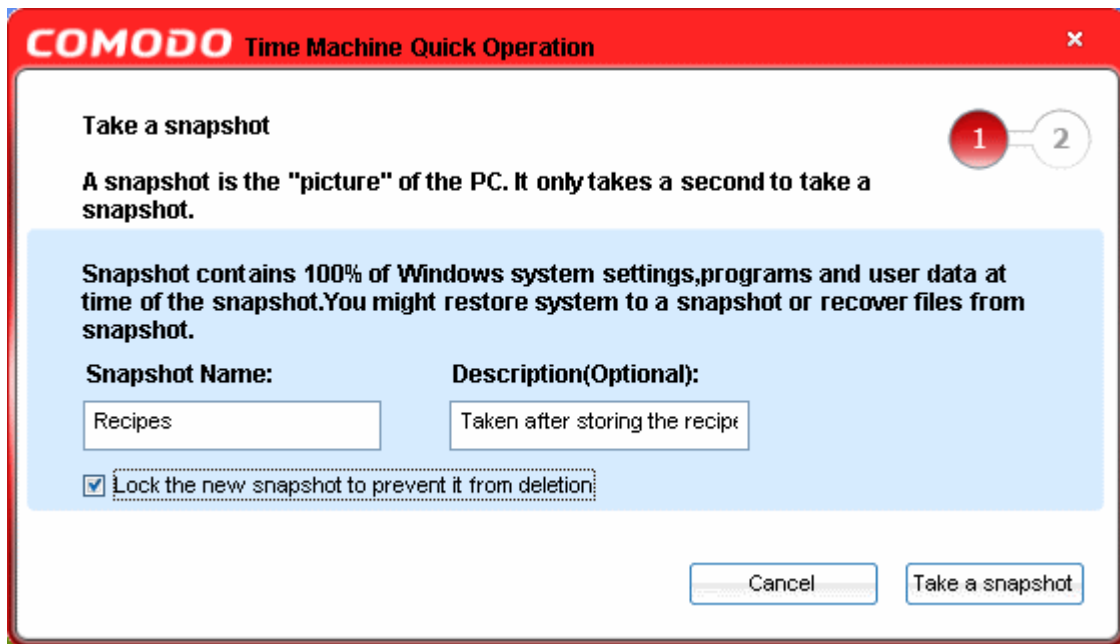 COMODO Time Machine Quick Operation
Take a snapshot
1 2
A snapshot is the "picture" of the PC. It only takes a second to take a
snapshot.
Snapshot contains 100% of Windows system settings,programs and user data at
time of the snapshot.You might restore system to a snapshot or recover files from
snapshot.
Snapshot Name: Description(Optional):
Recipes Taken after storing the recipe
Lock the new snapshot to prevent it from deletion
Cancel Take a snapshot